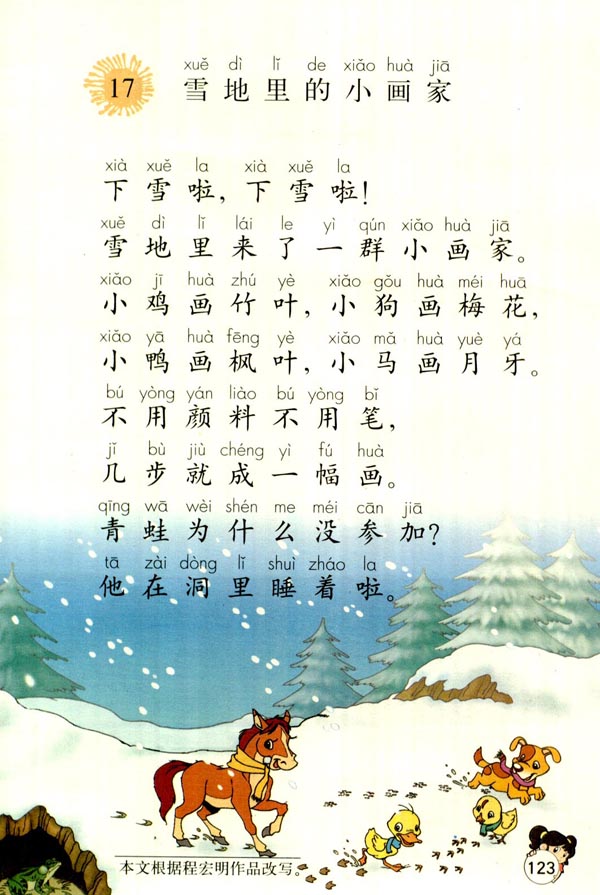 xuě dì lǐ de xiǎo huà jiā
17 雪地里的小画家
xià xuě la xià xuě la
下雪啦，下雪啦！
xuě dì lǐ lái le yì qún xiǎo huà jiā
雪地里来了一群小画家。
xiǎo jī huà zhú yè xiǎo gǒu huà méi huā
小鸡画竹叶，小狗画梅花，
xiǎo yā huà fēng yè xiǎo mǎ huà yuè yá
小鸭画枫叶，小马画月牙。
bú yòng yán liào bú yòng bǐ
不用颜料不用笔，
jǐ bù jiù chéng yì fú huà
几步就成一幅画。
qīng wā wèi shén me méi cān jiā
青蛙为什么没参加？
tā zài dòng lǐ shuì zháo la
他在洞里睡着啦。
本文根据程宏明作品改写。
123